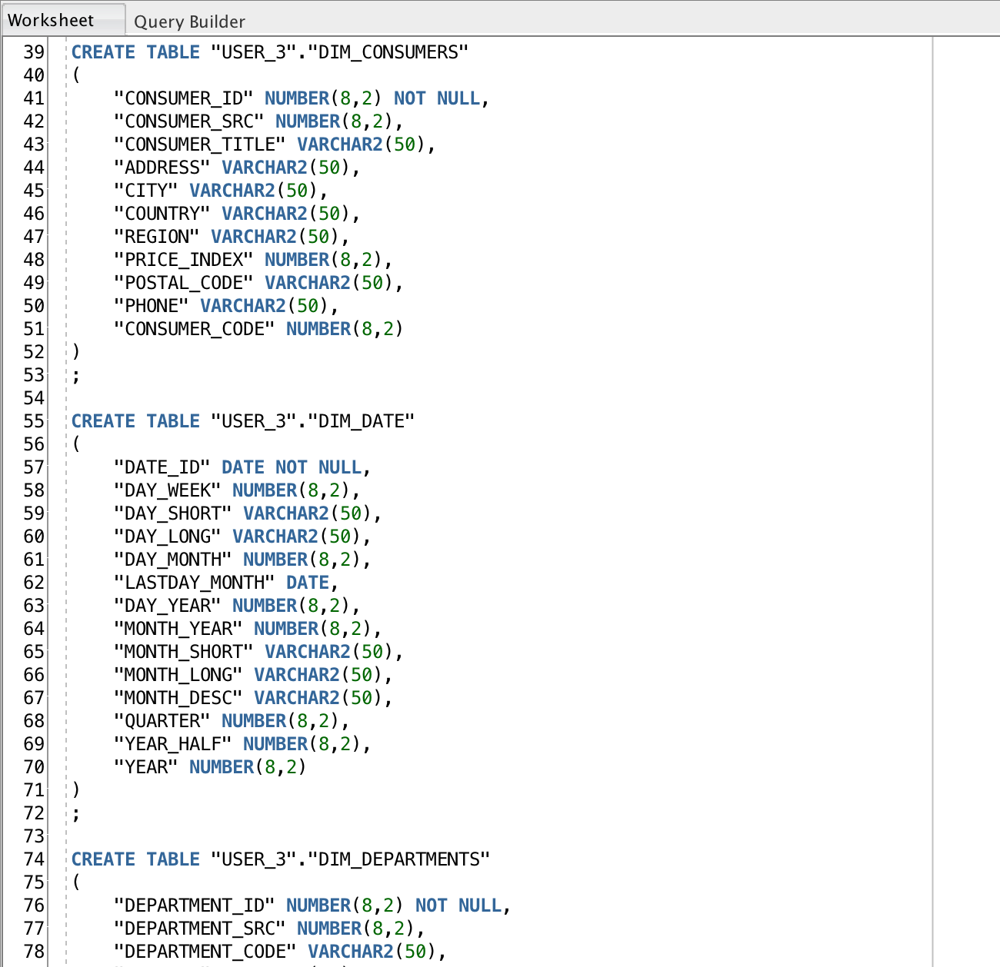 Worksheet Query Builder
39 CREATE TABLE "USER_3"."DIM_CONSUMERS"
40 (
41 "CONSUMER_ID" NUMBER(8,2) NOT NULL,
42 "CONSUMER_SRC" NUMBER(8,2),
43 "CONSUMER_TITLE" VARCHAR2(50),
44 "ADDRESS" VARCHAR2(50),
45 "CITY" VARCHAR2(50),
46 "COUNTRY" VARCHAR2(50),
47 "REGION" VARCHAR2(50),
48 "PRICE_INDEX" NUMBER(8,2),
49 "POSTAL_CODE" VARCHAR2(50),
50 "PHONE" VARCHAR2(50),
51 "CONSUMER_CODE" NUMBER(8,2)
52 )
53 ;
54
55 CREATE TABLE "USER_3"."DIM_DATE"
56 (
57 "DATE_ID" DATE NOT NULL,
58 "DAY_WEEK" NUMBER(8,2),
59 "DAY_SHORT" VARCHAR2(50),
60 "DAY_LONG" VARCHAR2(50),
61 "DAY_MONTH" NUMBER(8,2),
62 "LASTDAY_MONTH" DATE,
63 "DAY_YEAR" NUMBER(8,2),
64 "MONTH_YEAR" NUMBER(8,2),
65 "MONTH_SHORT" VARCHAR2(50),
66 "MONTH_LONG" VARCHAR2(50),
67 "MONTH_DESC" VARCHAR2(50),
68 "QUARTER" NUMBER(8,2),
69 "YEAR_HALF" NUMBER(8,2),
70 "YEAR" NUMBER(8,2)
71 )
72 ;
73
74 CREATE TABLE "USER_3"."DIM_DEPARTMENTS"
75 (
76 "DEPARTMENT_ID" NUMBER(8,2) NOT NULL,
77 "DEPARTMENT_SRC" NUMBER(8,2),
78 "DEPARTMENT_CODE" VARCHAR2(50),